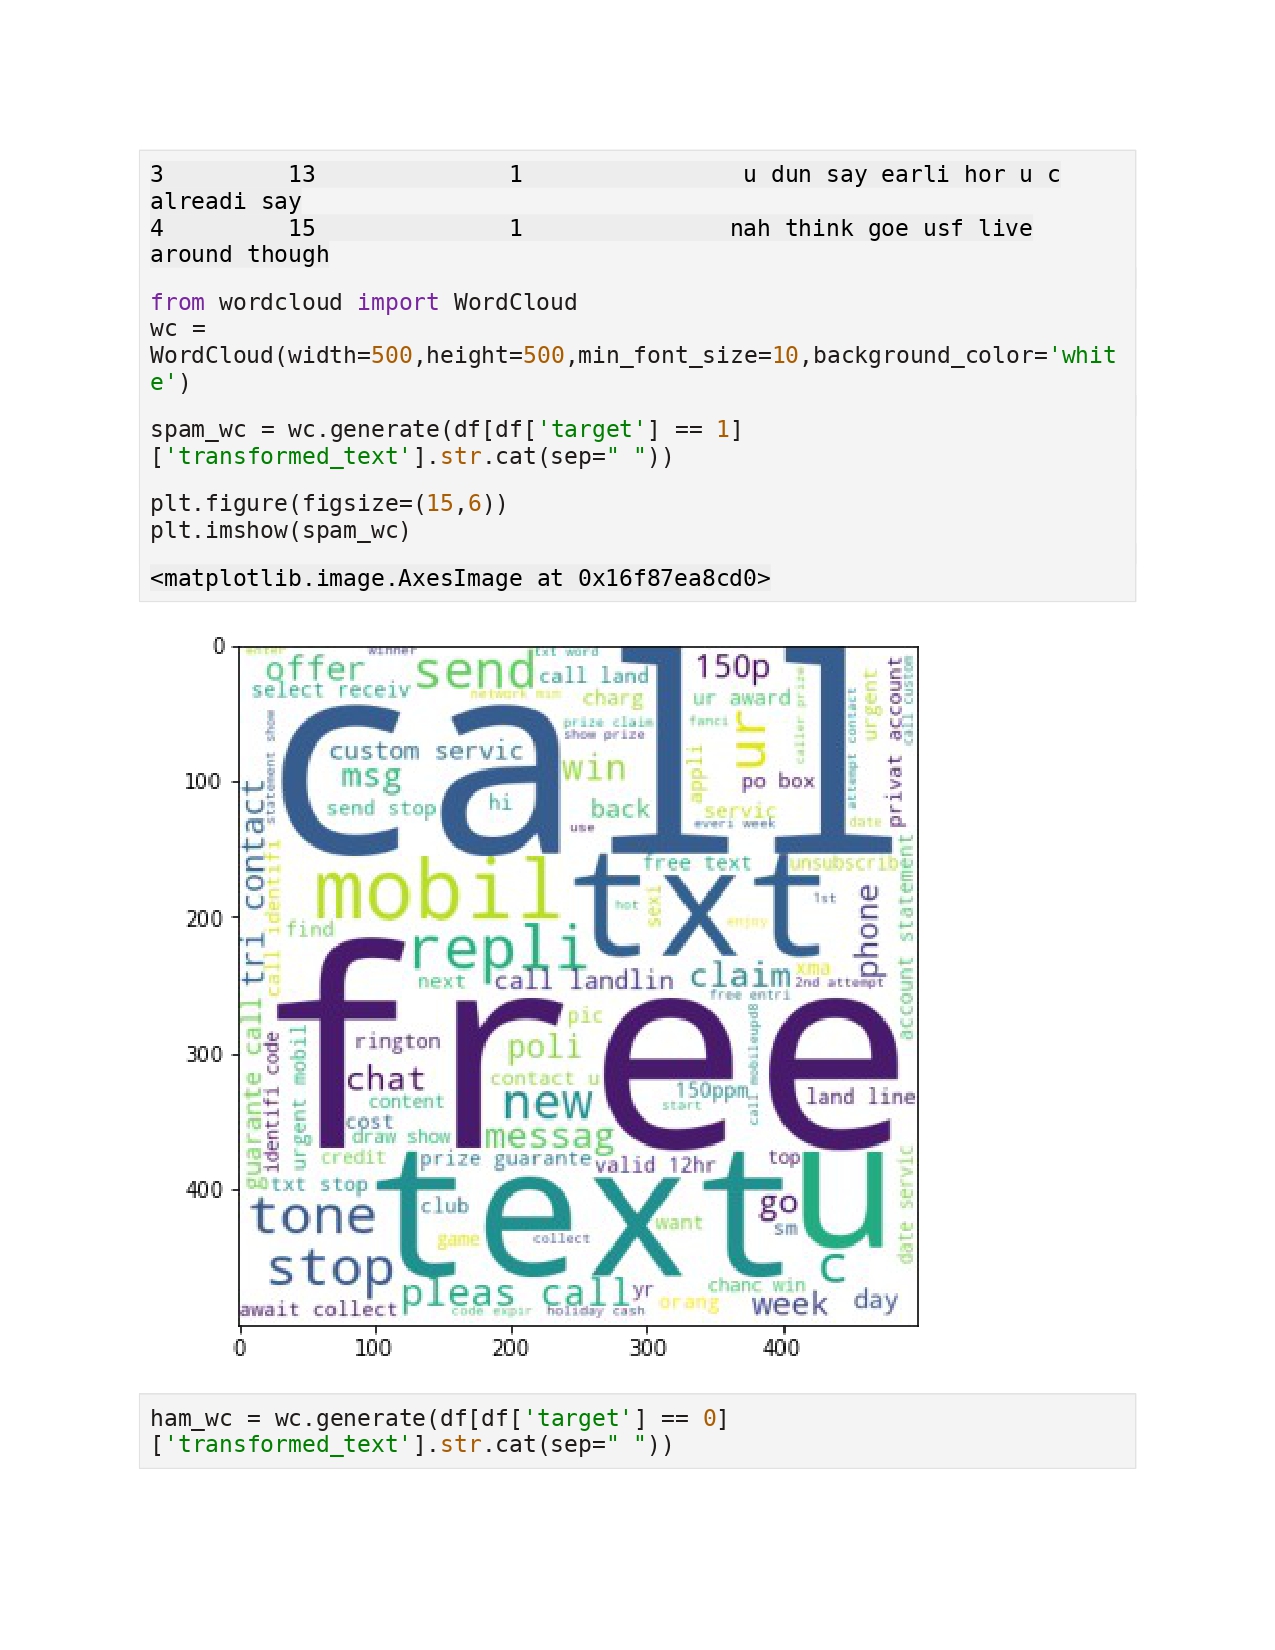 3         13              1                u dun say earli hor u c
alreadi say
4         15              1               nah think goe usf live
around though
from wordcloud import WordCloud
wc =
WordCloud(width=500,height=500,min_font_size=10,background_color='whit
e')
spam_wc = wc.generate(df[df['target'] == 1]
['transformed_text'].str.cat(sep=" "))
plt.figure(figsize=(15,6))
plt.imshow(spam_wc)
<matplotlib.image.AxesImage at 0x16f87ea8cd0>
0
100
200
300
400
enter
winner
txt word
offer
send
call land
150p
select receiv
network min
charg
ur award
caller prize
urgent
privat account
call custom
statement show
call
prize claim
show prize
fanci
ur
attempt contact
custom servic
msg
win
appli
po box
send stop
hi
back
servic
use
everi week
date
tri contact
call identifi
mobil
txt
free text
unsubscrib
hot
sexi
enjoy
1st
phone
account statement
find
repli
next
call landlin
claim
xma
2nd attempt
free entri
guarante call
identifi code
urgent mobil
free
pic
rington
poli
call mobileupd8
chat
contact u
150ppm
land line
content
new
start
cost
draw show
messag
credit
prize guarante
valid 12hr
top
txt stop
text
u
date servic
tone
club
go
want
sm
game
collect
stop
c
pleas call
yr
chanc win
await collect
code expir
holiday cash
orang
week
day
0 100 200 300 400
ham_wc = wc.generate(df[df['target'] == 0]
['transformed_text'].str.cat(sep=" "))